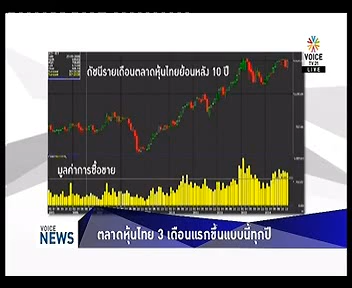 VOICE
TV 21
LIVE
ดัชนีรายเดือนตลาดหุ้นไทยย้อนหลัง 10 ปี
มูลค่าการซื้อขาย
VOICE
NEWS
ตลาดหุ้นไทย 3 เดือนแรกขึ้นแบบนี้ทุกปี